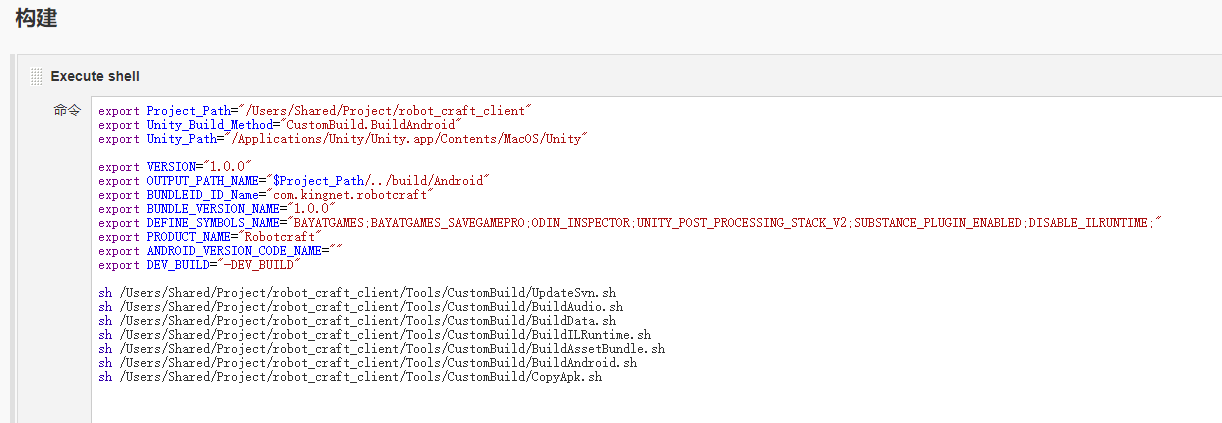 构建
Execute shell
命令
export Project_Path="/Users/Shared/Project/robot_craft_client"
export Unity_Build_Method="CustomBuild.BuildAndroid"
export Unity_Path="/Applications/Unity/Unity.app/Contents/MacOS/Unity"
export VERSION="1.0.0"
export OUTPUT_PATH_NAME="$Project_Path/../build/Android"
export BUNDLEID_ID_Name="com.kingnet.robotcraft"
export BUNDLE_VERSION_NAME="1.0.0"
export DEFINE_SYMBOLS_NAME="BAYATGAMES;BAYATGAMES_SAVEGAMEPRO;ODIN_INSPECTOR;UNITY_POST_PROCESSING_STACK_V2;SUBSTANCE_PLUGIN_ENABLED;DISABLE_ILRUNTIME;"
export PRODUCT_NAME="Robotcraft"
export ANDROID_VERSION_CODE_NAME=""
export DEV_BUILD="-DEV_BUILD"
sh /Users/Shared/Project/robot_craft_client/Tools/CustomBuild/UpdateSvn.sh
sh /Users/Shared/Project/robot_craft_client/Tools/CustomBuild/BuildAudio.sh
sh /Users/Shared/Project/robot_craft_client/Tools/CustomBuild/BuildData.sh
sh /Users/Shared/Project/robot_craft_client/Tools/CustomBuild/BuildILRuntime.sh
sh /Users/Shared/Project/robot_craft_client/Tools/CustomBuild/BuildAssetBundle.sh
sh /Users/Shared/Project/robot_craft_client/Tools/CustomBuild/BuildAndroid.sh
sh /Users/Shared/Project/robot_craft_client/Tools/CustomBuild/CopyApk.sh